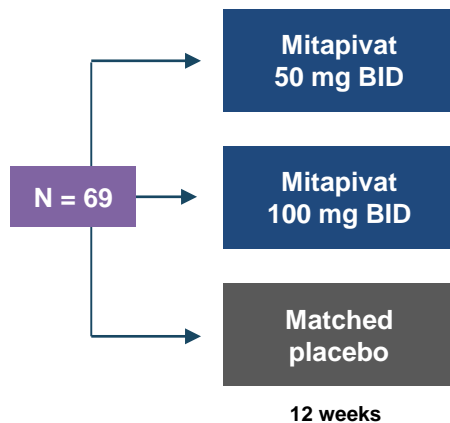 Mitapivat
50 mg BID
N = 69
Mitapivat
100 mg BID
Matched
placebo
12 weeks